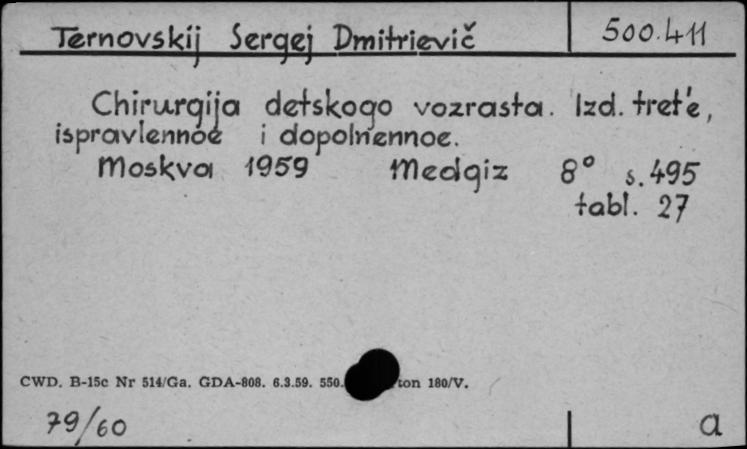 Ternovskij Sergej Dmitrievič 500.411
Chirurgija detskogo vozrasta. Izd. tret'e,
ispravlennoe i dopolnennoe.
Moskva 1959 Medgiz 8° s. 495
tabl. 27
CWD. B-15c Nr 514/Ga. GDA-808. 6.3.59. 550. ton 180/V.
79/60 a